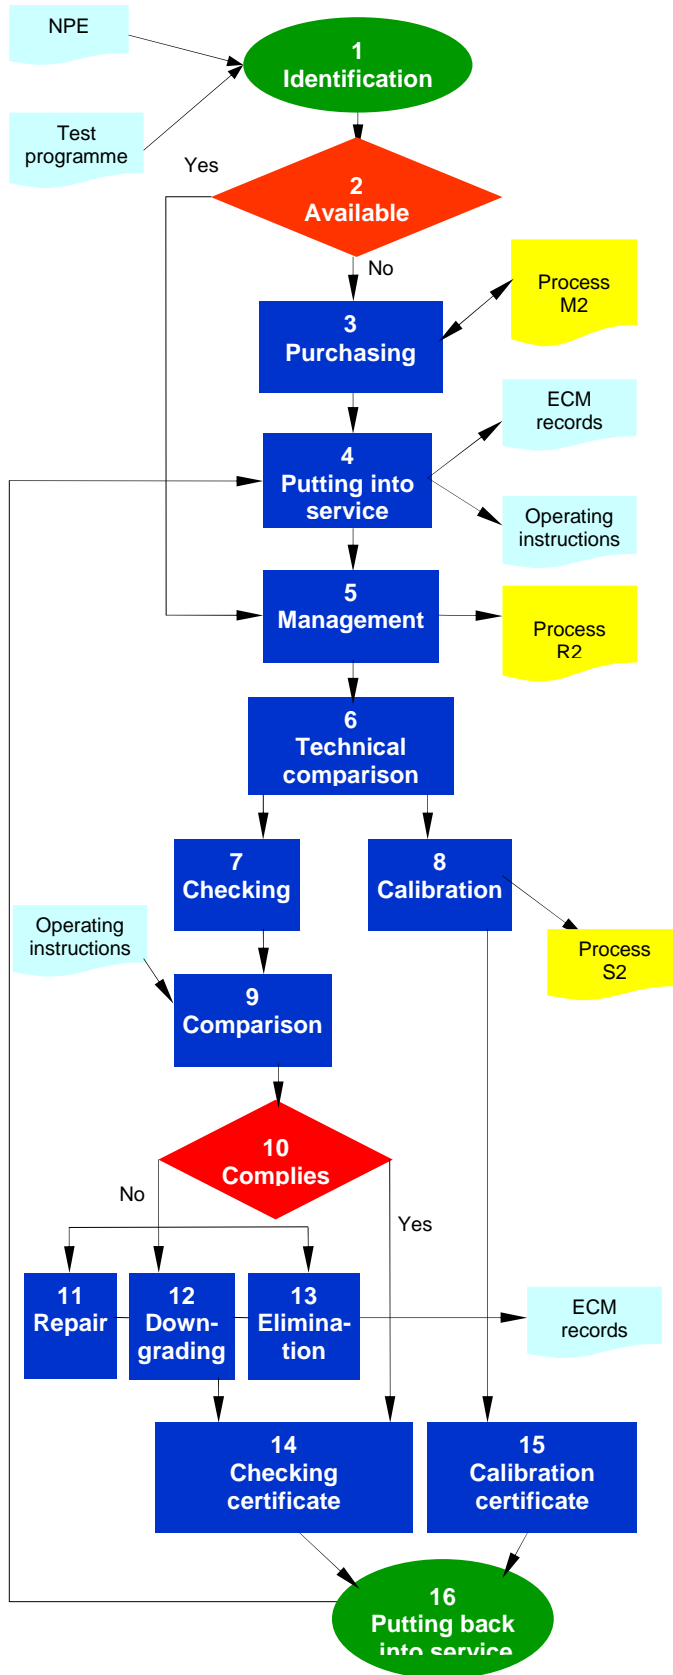 NPE
1
Identification
Test
programme
Yes
2
Available
No
Process
M2
3
Purchasing
ECM
records
4
Putting into
service
Operating
instructions
5
Management
Process
R2
6
Technical
comparison
7
Checking
8
Calibration
Operating
instructions
Process
S2
9
Comparison
10
Complies
No
Yes
11
Repair
12
Down-
grading
13
Elimina-
tion
ECM
records
14
Checking
certificate
15
Calibration
certificate
16
Putting back
into service